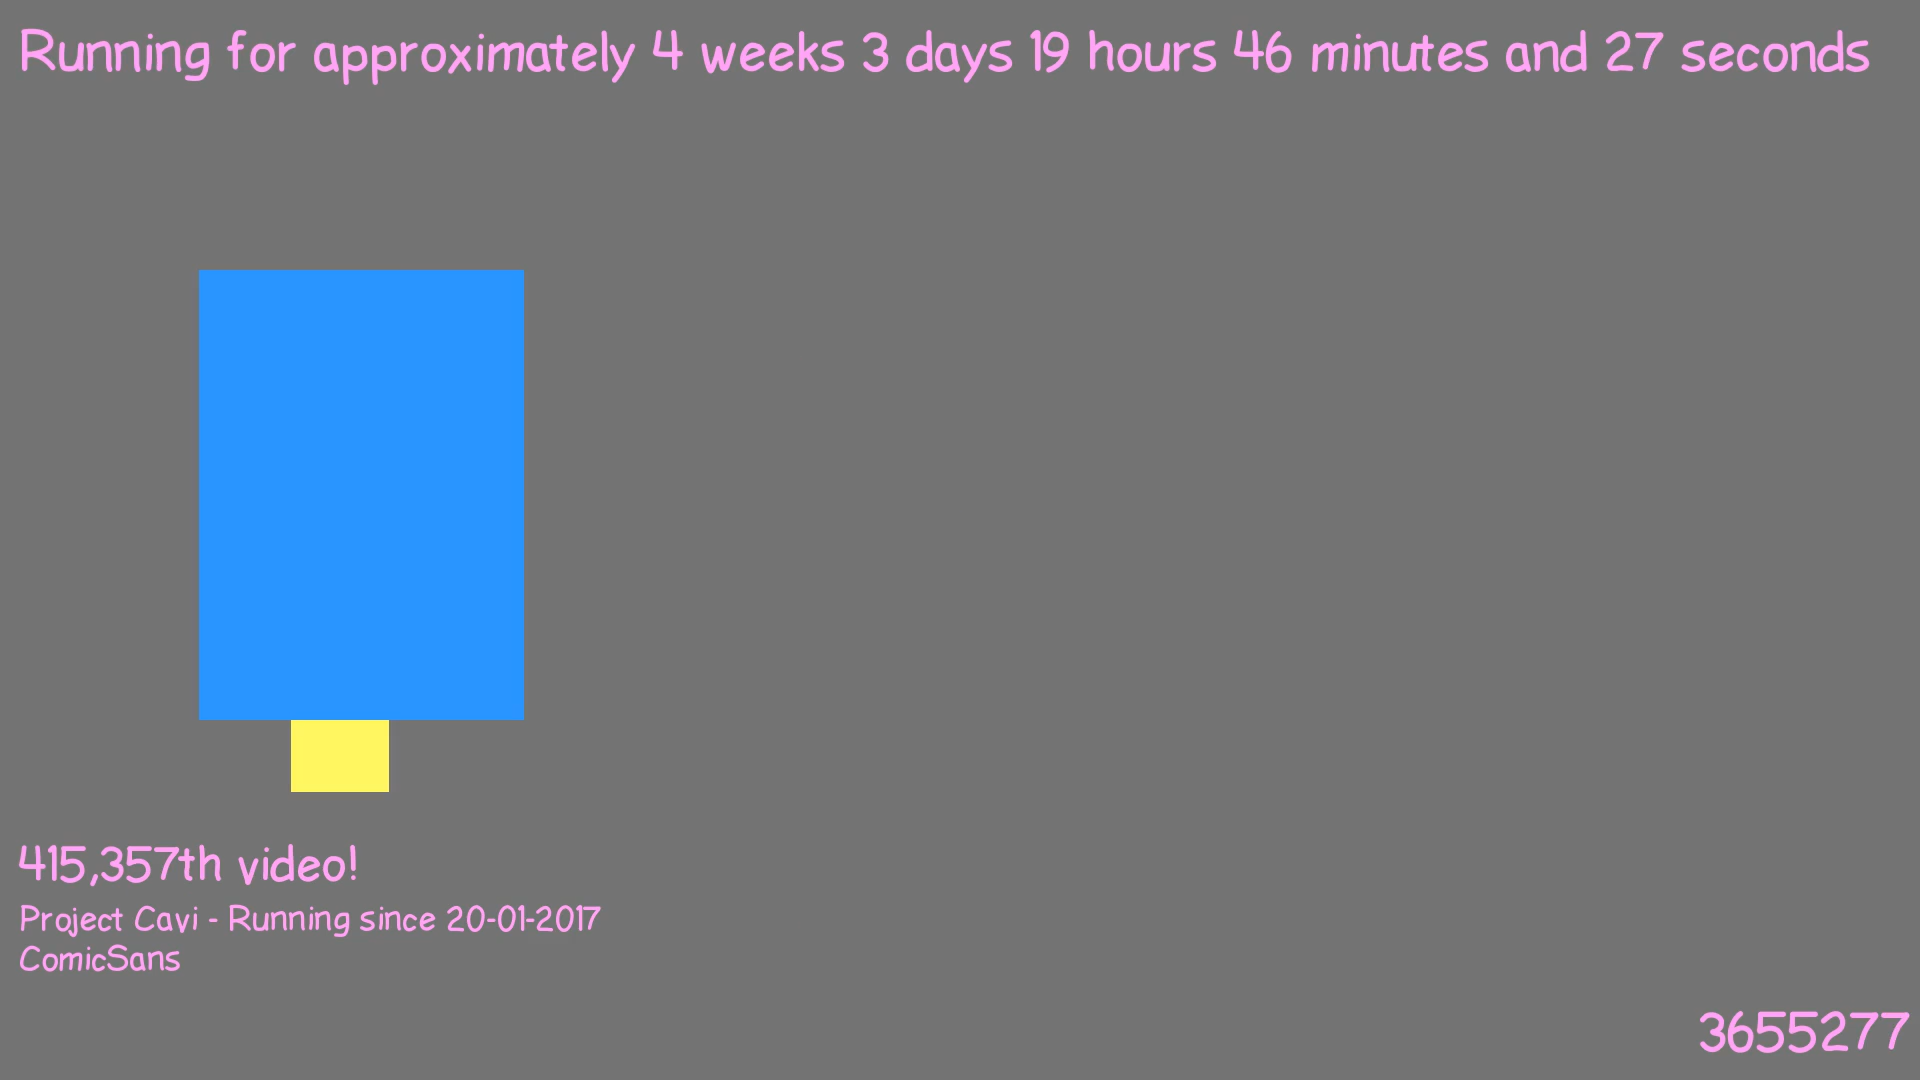 Running for approximately 4 weeks 3 days 19 hours 46 minutes and 27 seconds
415,357th video!
Project Cavi - Running since 20-01-2017
ComicSans
3655277